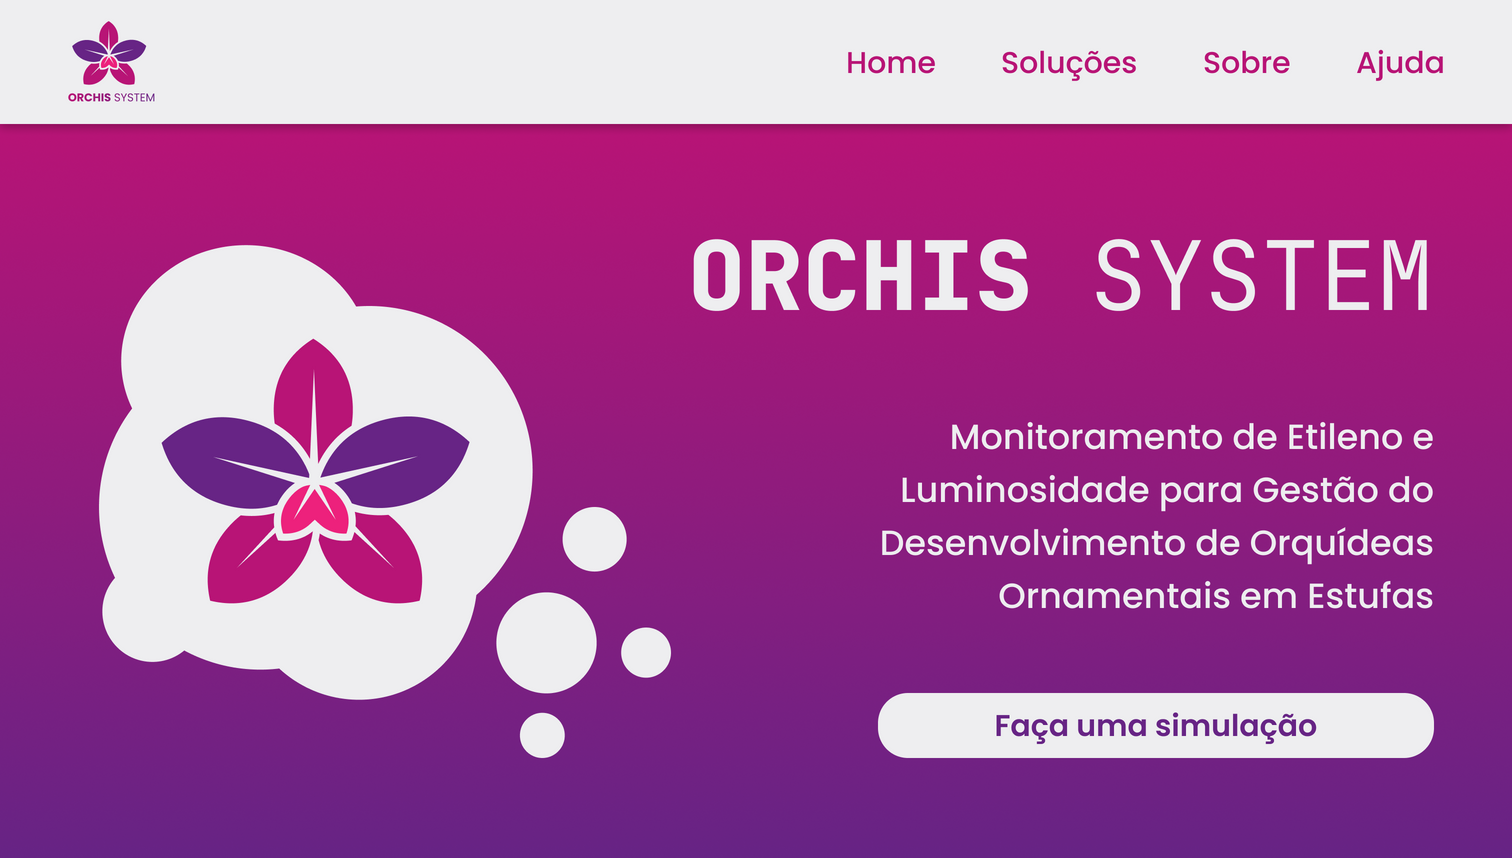 ORCHIS SYSTEM
Home Soluções Sobre Ajuda
ORCHIS SYSTEM
Monitoramento de Etileno e
Luminosidade para Gestão do
Desenvolvimento de Orquídeas
Ornamentais em Estufas
Faça uma simulação